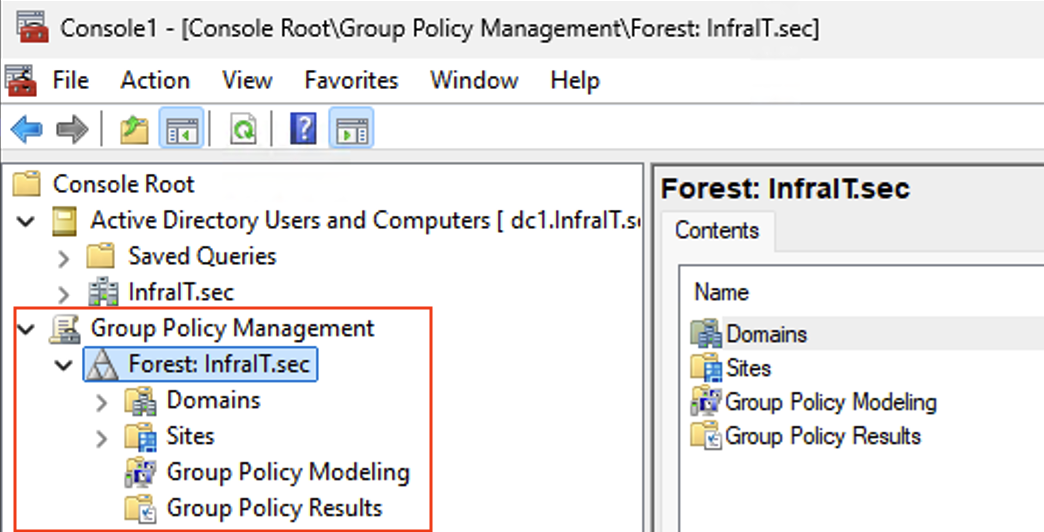 Console1 - [Console Root\Group Policy Management\Forest: InfraIT.sec]
File Action View Favorites Window Help
Console Root
Active Directory Users and Computers [ dc1.InfraIT.s
Saved Queries
InfraIT.sec
Group Policy Management
Forest: InfraIT.sec
Domains
Sites
Group Policy Modeling
Group Policy Results
Forest: InfraIT.sec
Contents
Name
Domains
Sites
Group Policy Modeling
Group Policy Results